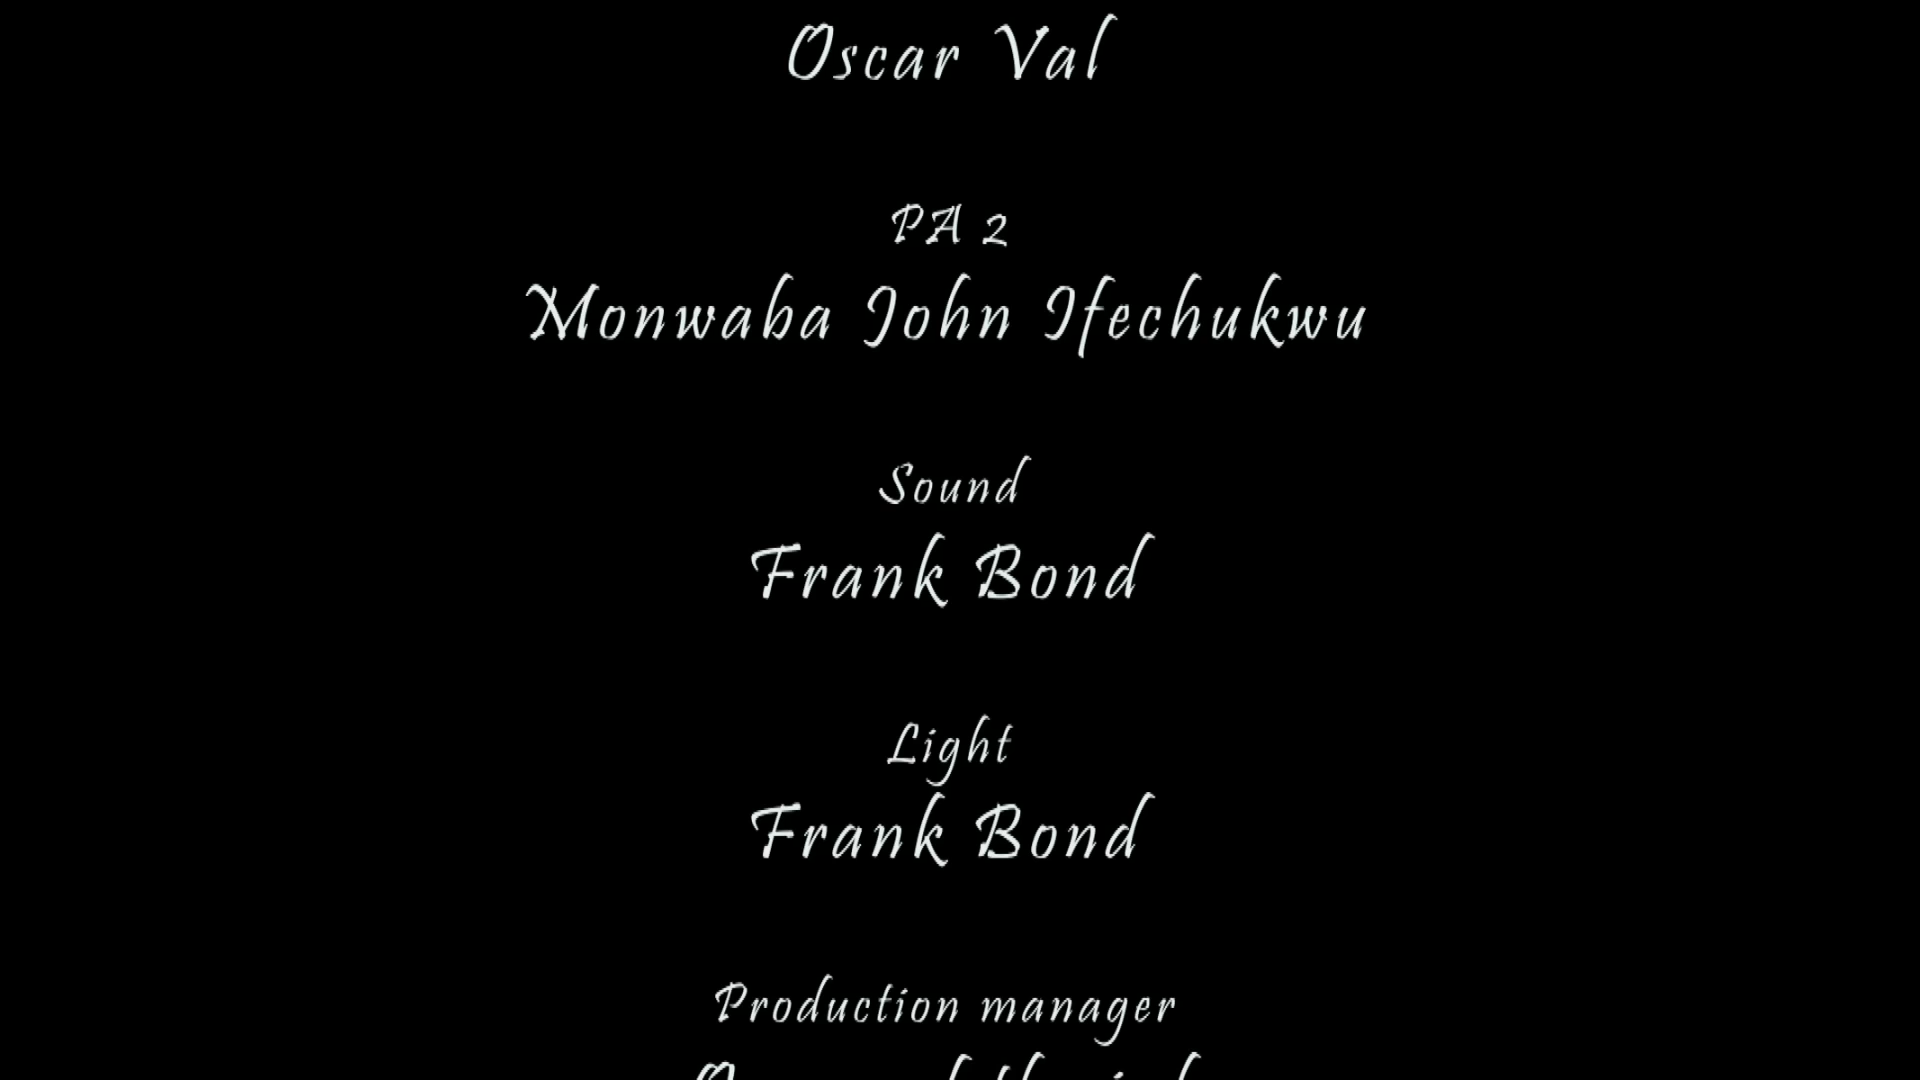 Oscar Val
PA 2
Monwaba John Ifechukwu
Sound
Frank Bond
Light
Frank Bond
Production manager